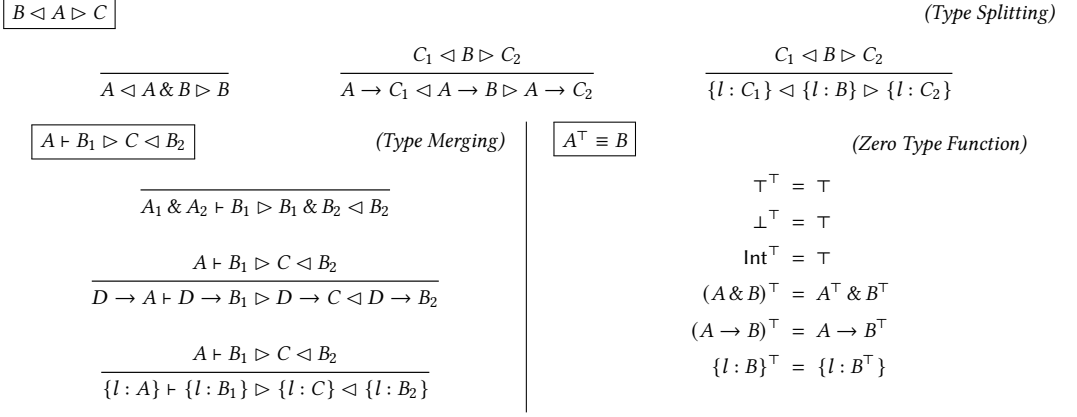 B ◁ A ▷ C (Type Splitting)
A ◁ A & B ▷ B
C₁ ◁ B ▷ C₂
A → C₁ ◁ A → B ▷ A → C₂
C₁ ◁ B ▷ C₂
{l : C₁} ◁ {l : B} ▷ {l : C₂}
A ⊢ B₁ ▷ C ◁ B₂ (Type Merging)
A₁ & A₂ ⊢ B₁ ▷ B₁ & B₂ ◁ B₂
A ⊢ B₁ ▷ C ◁ B₂
D → A ⊢ D → B₁ ▷ D → C ◁ D → B₂
A ⊢ B₁ ▷ C ◁ B₂
{l : A} ⊢ {l : B₁} ▷ {l : C} ◁ {l : B₂}
A^⊤ ≡ B (Zero Type Function)
⊤^⊤ = ⊤
⊥^⊤ = ⊤
Int^⊤ = ⊤
(A & B)^⊤ = A^⊤ & B^⊤
(A → B)^⊤ = A → B^⊤
{l : B}^⊤ = {l : B^⊤}